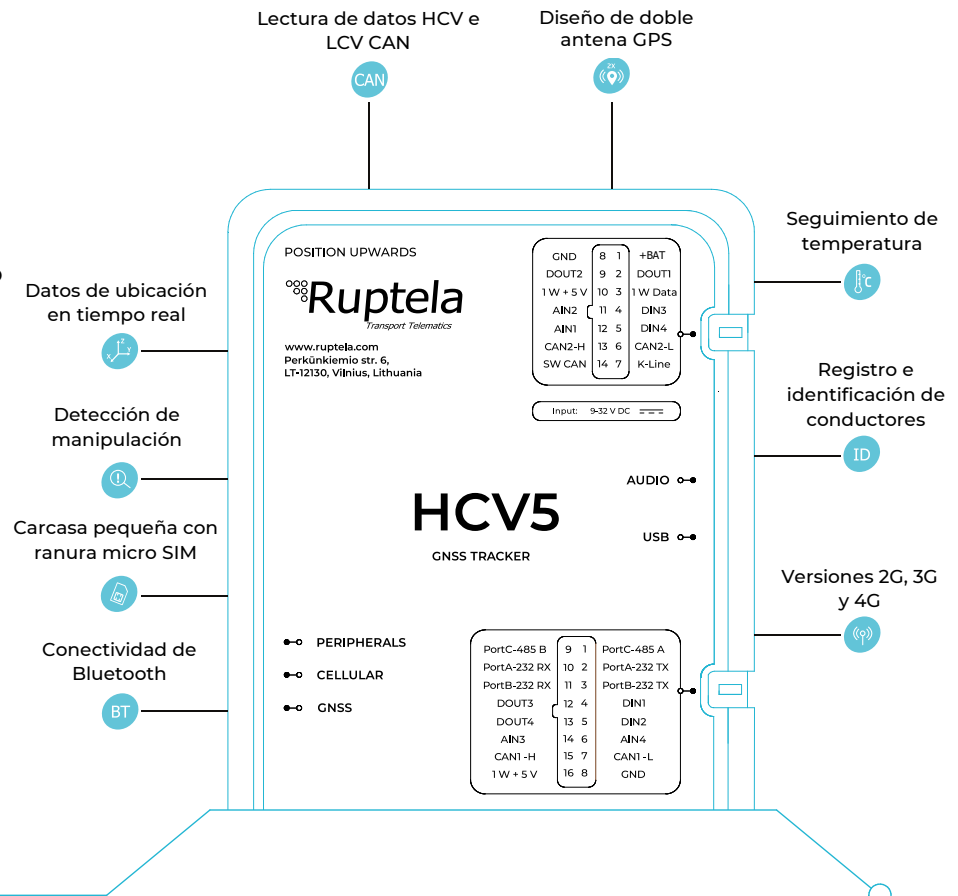 Lectura de datos HCV e
LCV CAN
CAN
Diseño de doble
antena GPS
2X
Datos de ubicación
en tiempo real
X Z Y
Detección de
manipulación
Carcasa pequeña con
ranura micro SIM
Conectividad de
Bluetooth
BT
POSITION UPWARDS
Ruptela
Transport Telematics
www.ruptela.com
Perkūnkiemio str. 6,
LT-12130, Vilnius, Lithuania
GND 8 1 +BAT
DOUT2 9 2 DOUT1
1 W + 5 V 10 3 1 W Data
AIN2 11 4 DIN3
AIN1 12 5 DIN4
CAN2-H 13 6 CAN2-L
SW CAN 14 7 K-Line
Input: 9-32 V DC
AUDIO
USB
HCV5
GNSS TRACKER
PERIPHERALS
CELLULAR
GNSS
PortC-485 B 9 1 PortC-485 A
PortA-232 RX 10 2 PortA-232 TX
PortB-232 RX 11 3 PortB-232 TX
DOUT3 12 4 DIN1
DOUT4 13 5 DIN2
AIN3 14 6 AIN4
CAN1-H 15 7 CAN1-L
1 W + 5 V 16 8 GND
Seguimiento de
temperatura
°C
Registro e
identificación de
conductores
ID
Versiones 2G, 3G
y 4G